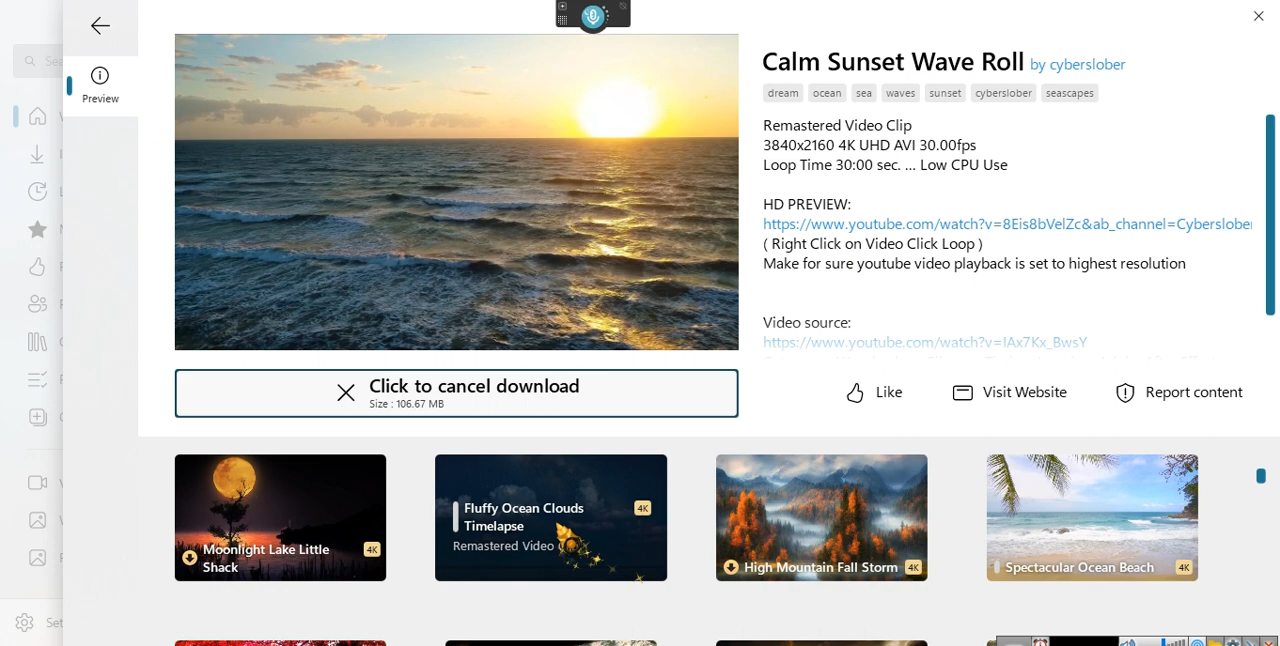 Preview
Calm Sunset Wave Roll by cyberslober
dream ocean sea waves sunset cyberslober seascapes
Remastered Video Clip
3840x2160 4K UHD AVI 30.00fps
Loop Time 30:00 sec. ... Low CPU Use
HD PREVIEW:
https://www.youtube.com/watch?v=8Eis8bVelZc&ab_channel=Cyberslober
( Right Click on Video Click Loop )
Make for sure youtube video playback is set to highest resolution
Video source:
https://www.youtube.com/watch?v=IAx7Kx_BwsY
Click to cancel download
Size : 106.67 MB
Like
Visit Website
Report content
Moonlight Lake Little
Shack
4K
Fluffy Ocean Clouds
Timelapse
4K
Remastered Video
High Mountain Fall Storm 4K
Spectacular Ocean Beach 4K